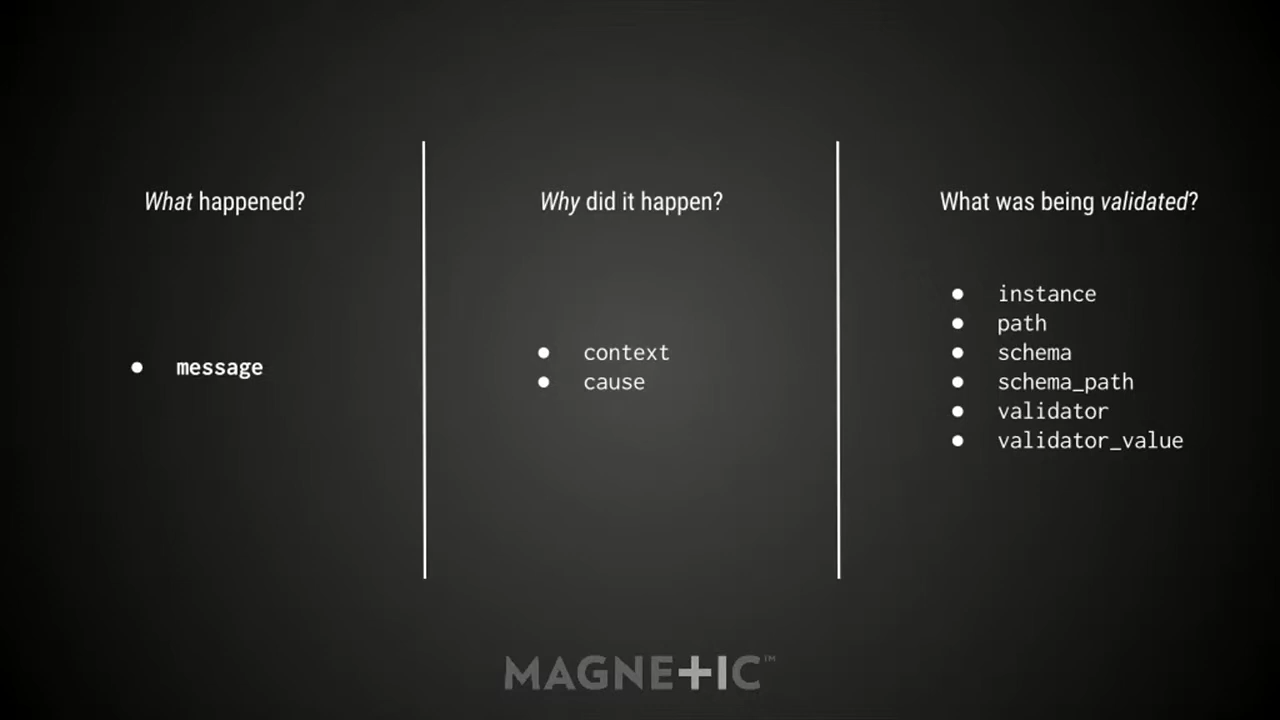 What happened?
● message
Why did it happen?
● context
● cause
What was being validated?
● instance
● path
● schema
● schema_path
● validator
● validator_value
MAGNETIC™